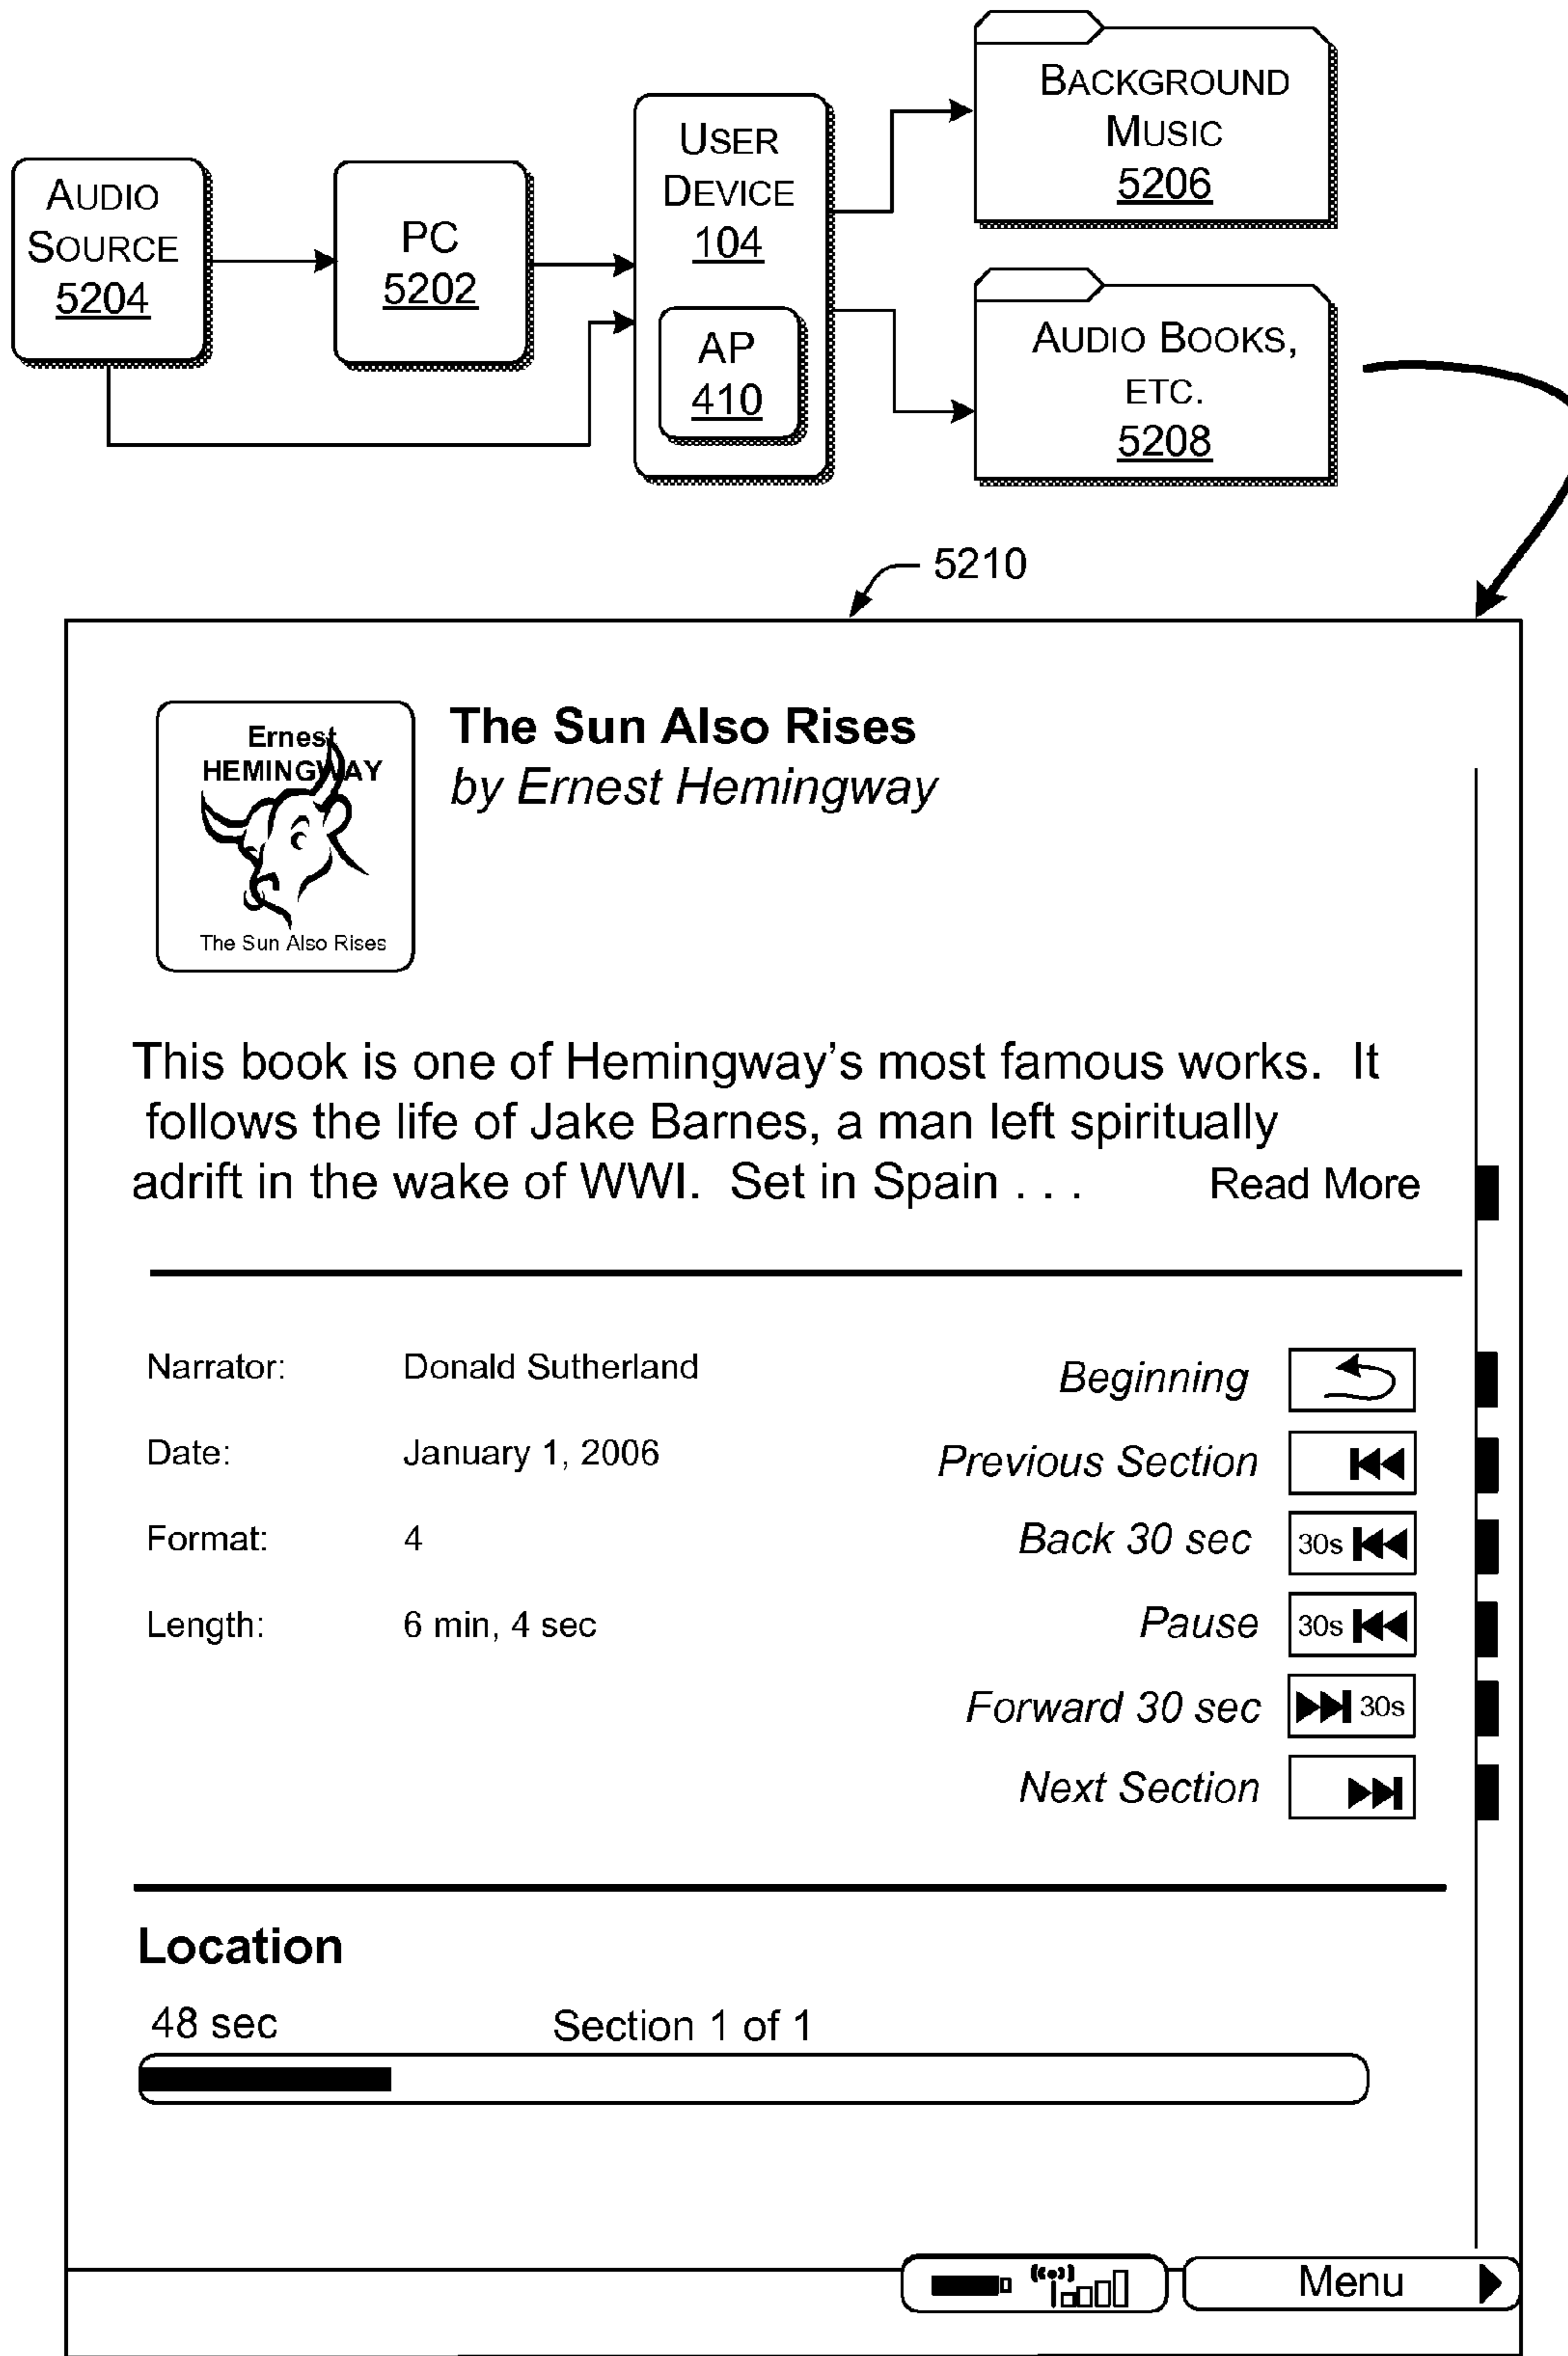 AUDIO
SOURCE
5204
PC
5202
USER
DEVICE
104
AP
410
BACKGROUND
MUSIC
5206
AUDIO BOOKS,
ETC.
5208
5210
Ernest
HEMINGWAY
The Sun Also Rises
The Sun Also Rises
by Ernest Hemingway
This book is one of Hemingway's most famous works. It
follows the life of Jake Barnes, a man left spiritually
adrift in the wake of WWI. Set in Spain . . . Read More
Narrator: Donald Sutherland
Date: January 1, 2006
Format: 4
Length: 6 min, 4 sec
Beginning
Previous Section
Back 30 sec 30s
Pause 30s
Forward 30 sec 30s
Next Section
Location
48 sec Section 1 of 1
Menu